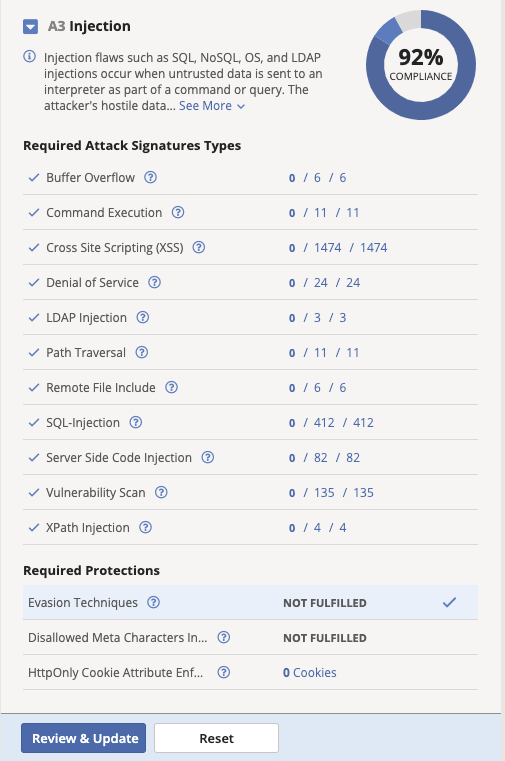 A3 Injection
Injection flaws such as SQL, NoSQL, OS, and LDAP
injections occur when untrusted data is sent to an
interpreter as part of a command or query. The
attacker's hostile data... See More
92%
COMPLIANCE
Required Attack Signatures Types
Buffer Overflow ? 0 / 6 / 6
Command Execution ? 0 / 11 / 11
Cross Site Scripting (XSS) ? 0 / 1474 / 1474
Denial of Service ? 0 / 24 / 24
LDAP Injection ? 0 / 3 / 3
Path Traversal ? 0 / 11 / 11
Remote File Include ? 0 / 6 / 6
SQL-Injection ? 0 / 412 / 412
Server Side Code Injection ? 0 / 82 / 82
Vulnerability Scan ? 0 / 135 / 135
XPath Injection ? 0 / 4 / 4
Required Protections
Evasion Techniques ? NOT FULFILLED
Disallowed Meta Characters In... ? NOT FULFILLED
HttpOnly Cookie Attribute Enf... ? 0 Cookies
Review & Update Reset